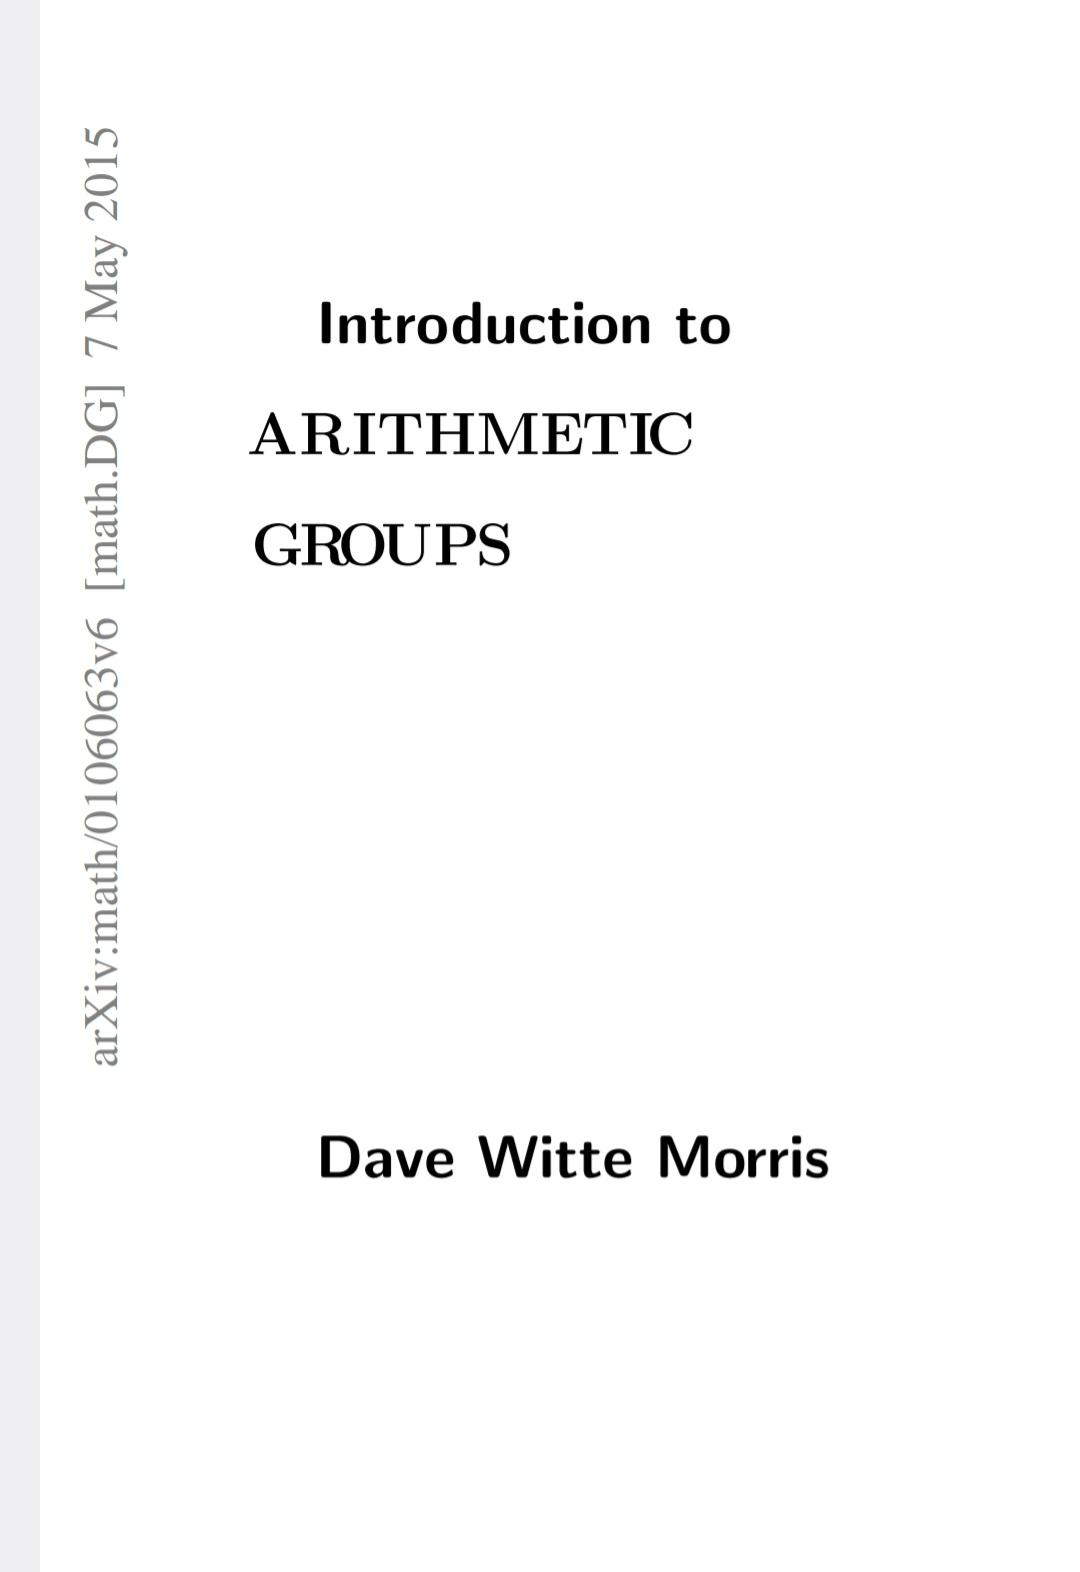 arXiv:math/0106063v6 [math.DG] 7 May 2015
Introduction to
ARITHMETIC
GROUPS
Dave Witte Morris